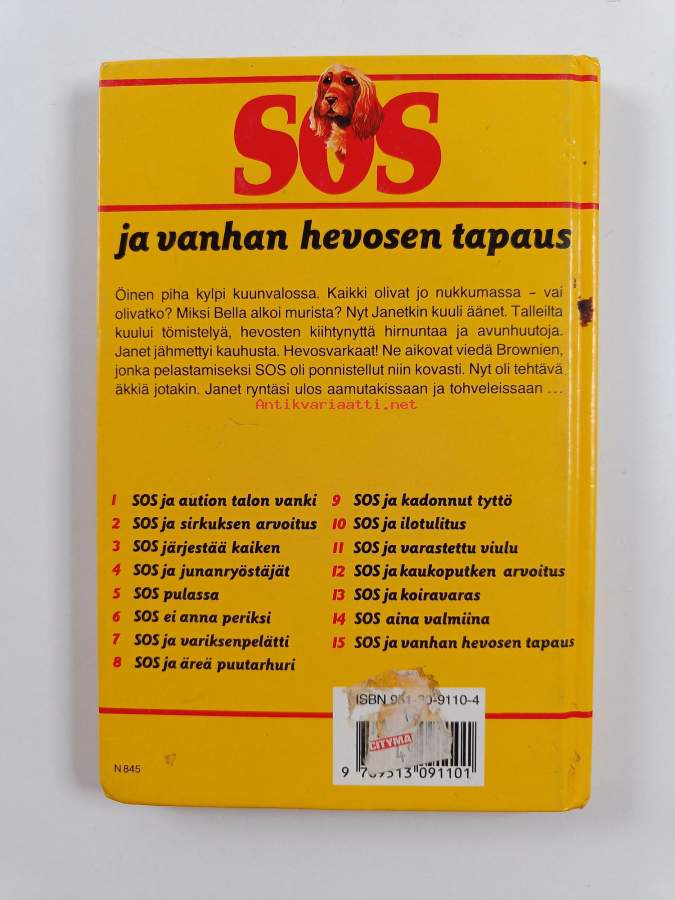 SOS
ja vanhan hevosen tapaus
Öinen piha kylpi kuunvalossa. Kaikki olivat jo nukkumassa – vai
olivatko? Miksi Bella alkoi murista? Nyt Janetkin kuuli äänet. Talleilta
kuului tömistelyä, hevosten kiihtynyttä hirnuntaa ja avunhuutoja.
Janet jähmettyi kauhusta. Hevosvarkaat! Ne aikovat viedä Brownien,
jonka pelastamiseksi SOS oli ponnistellut niin kovasti. Nyt oli tehtävä
äkkiä jotakin. Janet ryntäsi ulos aamutakissaan ja tohveleissaan ...
Antikvariaatti.net
1 SOS ja aution talon vanki
2 SOS ja sirkuksen arvoitus
3 SOS järjestää kaiken
4 SOS ja junanryöstäjät
5 SOS pulassa
6 SOS ei anna periksi
7 SOS ja variksenpelätti
8 SOS ja äreä puutarhuri
9 SOS ja kadonnut tyttö
10 SOS ja ilotulitus
11 SOS ja varastettu viulu
12 SOS ja kaukoputken arvoitus
13 SOS ja koiravaras
14 SOS aina valmiina
15 SOS ja vanhan hevosen tapaus
ISBN 9110-4
CITYMA
9 789513 091101
N 845